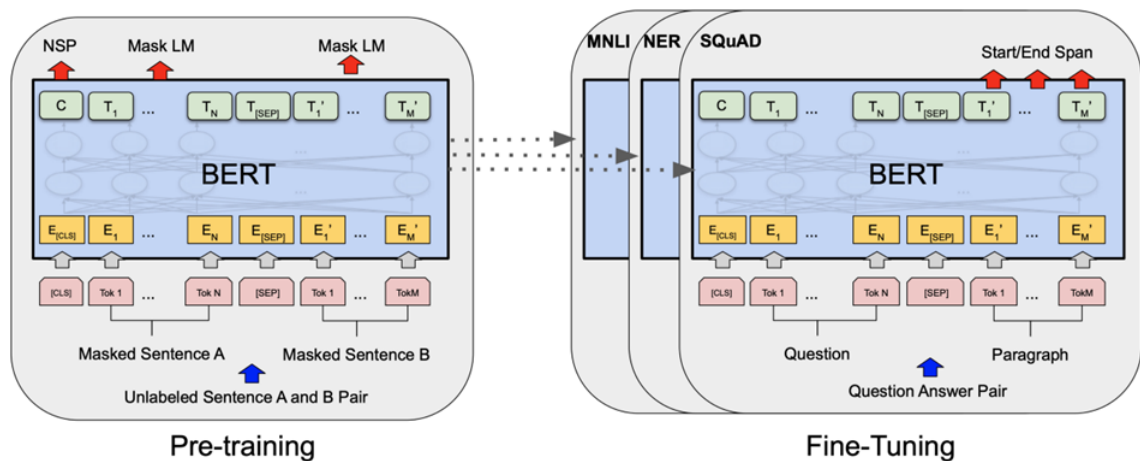 NSP Mask LM Mask LM
C T1 ... TN T[SEP] T1' ... TM'
...
BERT
...
E[CLS] E1 ... EN E[SEP] E1' ... EM'
[CLS] Tok 1 ... Tok N [SEP] Tok 1 ... TokM
Masked Sentence A Masked Sentence B
Unlabeled Sentence A and B Pair
Pre-training
MNLI NER SQuAD
Start/End Span
C T1 ... TN T[SEP] T1' ... TM'
...
BERT
...
E[CLS] E1 ... EN E[SEP] E1' ... EM'
[CLS] Tok 1 ... Tok N [SEP] Tok 1 ... TokM
Question Paragraph
Question Answer Pair
Fine-Tuning